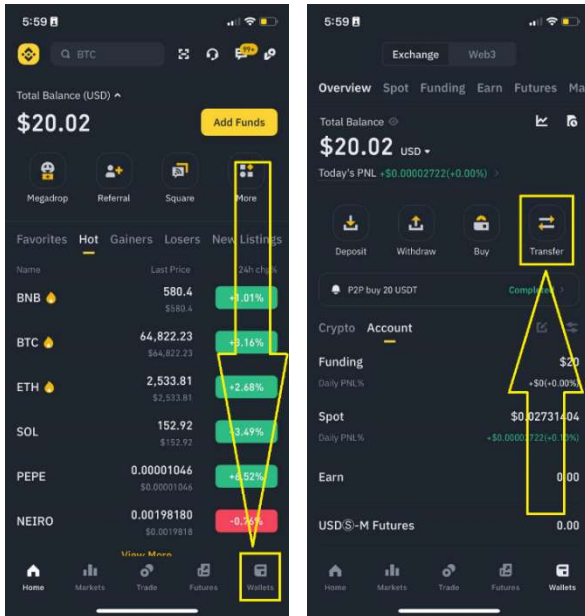 5:59
BTC
99+
Total Balance (USD)
$20.02
Add Funds
Megadrop Referral Square More
Favorites Hot Gainers Losers New Listings
Name Last Price 24h chg%
BNB 580.4 +1.01%
$580.4
BTC 64,822.23 +3.16%
$64,822.23
ETH 2,533.81 +2.68%
$2,533.81
SOL 152.92 +3.49%
$152.92
PEPE 0.00001046 +6.52%
$0.00001046
NEIRO 0.00198180 -0.76%
$0.0019818
View More
Home Markets Trade Futures Wallets
5:59
Exchange Web3
Overview Spot Funding Earn Futures Ma
Total Balance
$20.02 USD
Today's PNL +$0.00002722(+0.00%)
Deposit Withdraw Buy Transfer
P2P buy 20 USDT Completed
Crypto Account
Funding $20
Daily PNL% +$0(+0.00%)
Spot $0.02731404
Daily PNL% +$0.00002722(+0.10%)
Earn 0.00
USDⓈ-M Futures 0.00
Home Markets Trade Futures Wallets